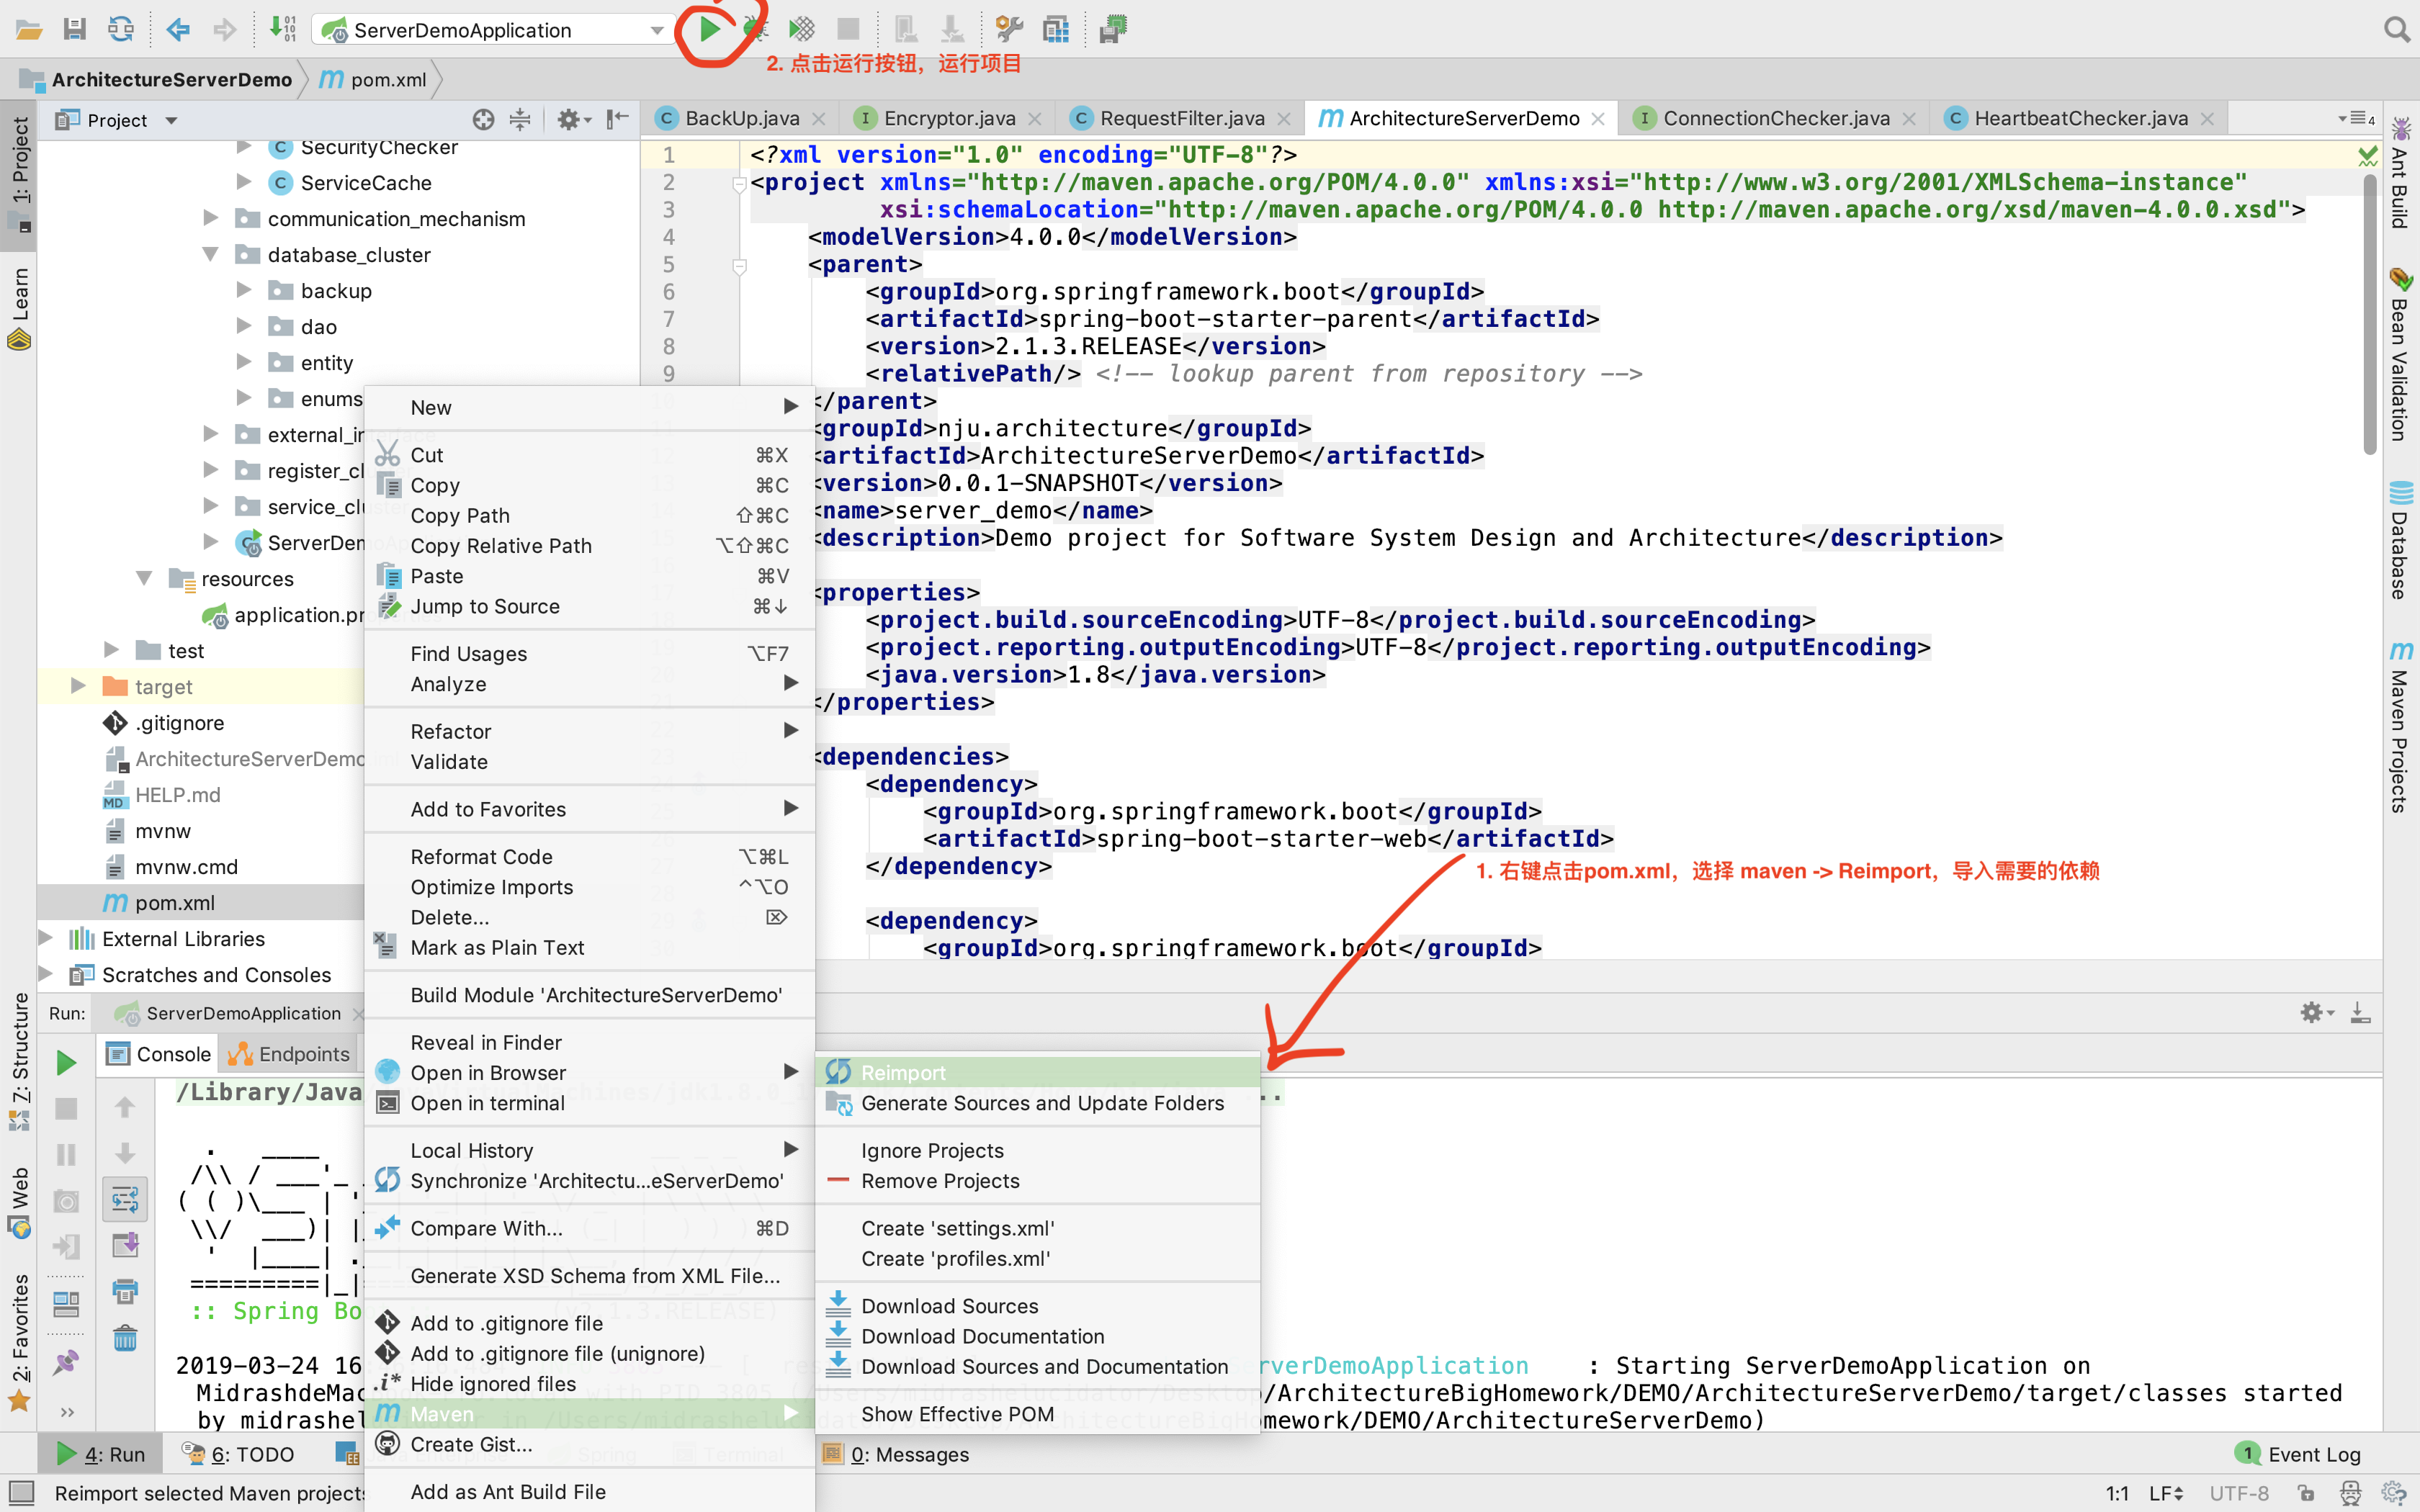 ServerDemoApplication
2. 点击运行按钮，运行项目
ArchitectureServerDemo
pom.xml
Project
BackUp.java
Encryptor.java
RequestFilter.java
ArchitectureServerDemo
ConnectionChecker.java
HeartbeatChecker.java
4
1: Project
Learn
7: Structure
Web
2: Favorites
SecurityChecker
ServiceCache
communication_mechanism
database_cluster
backup
dao
entity
enums
external_in
register_cl
service_clu
ServerDem
resources
application.pr
test
target
.gitignore
ArchitectureServerDemo
HELP.md
mvnw
mvnw.cmd
pom.xml
External Libraries
Scratches and Consoles
1 <?xml version="1.0" encoding="UTF-8"?>
2 <project xmlns="http://maven.apache.org/POM/4.0.0" xmlns:xsi="http://www.w3.org/2001/XMLSchema-instance"
3 xsi:schemaLocation="http://maven.apache.org/POM/4.0.0 http://maven.apache.org/xsd/maven-4.0.0.xsd">
4 <modelVersion>4.0.0</modelVersion>
5 <parent>
6 <groupId>org.springframework.boot</groupId>
7 <artifactId>spring-boot-starter-parent</artifactId>
8 <version>2.1.3.RELEASE</version>
9 <relativePath/> <!-- lookup parent from repository -->
</parent>
<groupId>nju.architecture</groupId>
<artifactId>ArchitectureServerDemo</artifactId>
<version>0.0.1-SNAPSHOT</version>
<name>server_demo</name>
<description>Demo project for Software System Design and Architecture</description>
<properties>
<project.build.sourceEncoding>UTF-8</project.build.sourceEncoding>
<project.reporting.outputEncoding>UTF-8</project.reporting.outputEncoding>
<java.version>1.8</java.version>
</properties>
<dependencies>
<dependency>
<groupId>org.springframework.boot</groupId>
<artifactId>spring-boot-starter-web</artifactId>
</dependency>
1. 右键点击pom.xml，选择 maven -> Reimport，导入需要的依赖
<dependency>
<groupId>org.springframework.boot</groupId>
Ant Build
Bean Validation
Database
Maven Projects
New
Cut ⌘X
Copy ⌘C
Copy Path ⇧⌘C
Copy Relative Path ⌥⇧⌘C
Paste ⌘V
Jump to Source ⌘↓
Find Usages ⌥F7
Analyze
Refactor
Validate
Add to Favorites
Reformat Code ⌥⌘L
Optimize Imports ^⌥O
Delete... ⌦
Mark as Plain Text
Build Module 'ArchitectureServerDemo'
Reveal in Finder
Open in Browser
Open in terminal
Local History
Synchronize 'Architectu...eServerDemo'
Compare With... ⌘D
Generate XSD Schema from XML File...
Add to .gitignore file
Add to .gitignore file (unignore)
Hide ignored files
Maven
Create Gist...
Add as Ant Build File
Reimport
Generate Sources and Update Folders
Ignore Projects
Remove Projects
Create 'settings.xml'
Create 'profiles.xml'
Download Sources
Download Documentation
Download Sources and Documentation
Show Effective POM
Run: ServerDemoApplication
Console
Endpoints
/Library/Java
...
:: Spring Bo
2019-03-24 16
rverDemoApplication : Starting ServerDemoApplication on
MidrashdeMac
/ArchitectureBigHomework/DEMO/ArchitectureServerDemo/target/classes started
by midrashel
mework/DEMO/ArchitectureServerDemo)
4: Run
6: TODO
0: Messages
1 Event Log
Reimport selected Maven projects
1:1 LF UTF-8